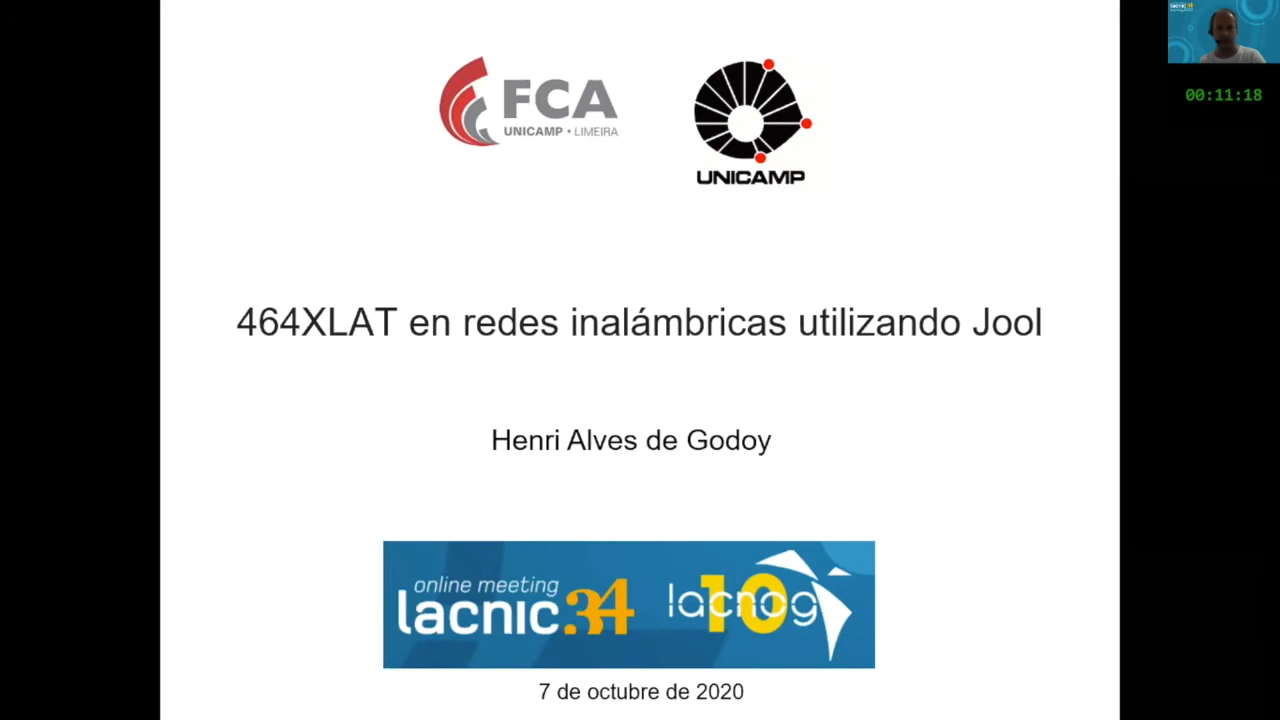 FCA
UNICAMP • LIMEIRA
UNICAMP
00:11:18
464XLAT en redes inalámbricas utilizando Jool
Henri Alves de Godoy
online meeting
lacnic.34
lacnog
10
7 de octubre de 2020